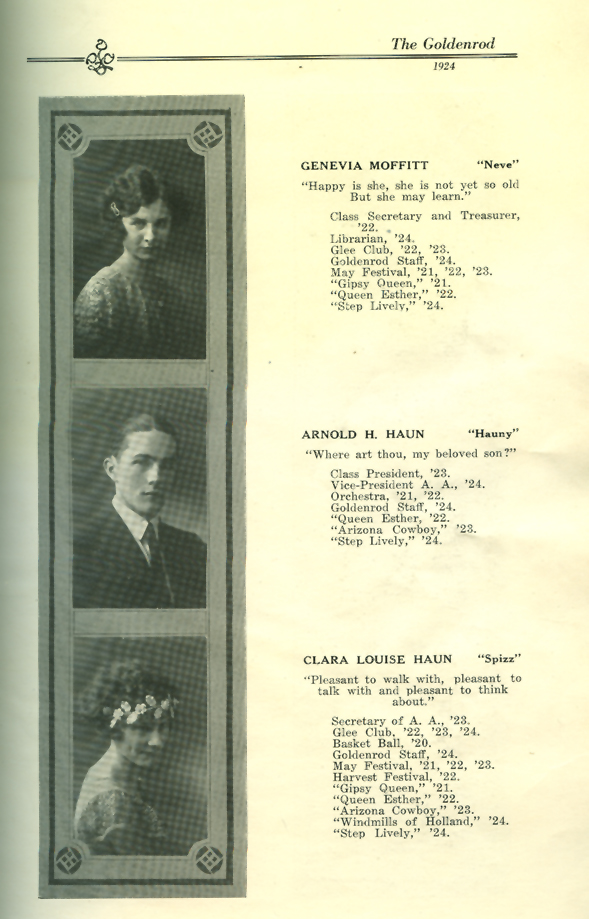 The Goldenrod
1924
GENEVIA MOFFITT "Neve"
"Happy is she, she is not yet so old
But she may learn."
Class Secretary and Treasurer,
'22.
Librarian, '24.
Glee Club, '22, '23.
Goldenrod Staff, '24.
May Festival, '21, '22, '23.
"Gipsy Queen," '21.
"Queen Esther," '22.
"Step Lively," '24.
ARNOLD H. HAUN "Hauny"
"Where art thou, my beloved son?"
Class President, '23.
Vice-President A. A., '24.
Orchestra, '21, '22.
Goldenrod Staff, '24.
"Queen Esther, '22.
"Arizona Cowboy," '23.
"Step Lively," '24.
CLARA LOUISE HAUN "Spizz"
"Pleasant to walk with, pleasant to
talk with and pleasant to think
about."
Secretary of A. A., '23.
Glee Club, '22, '23, '24.
Basket Ball, '20.
Goldenrod Staff, '24.
May Festival, '21, '22, '23.
Harvest Festival, '22.
"Gipsy Queen," '21.
"Queen Esther," '22.
"Arizona Cowboy," '23.
"Windmills of Holland," '24.
"Step Lively," '24.